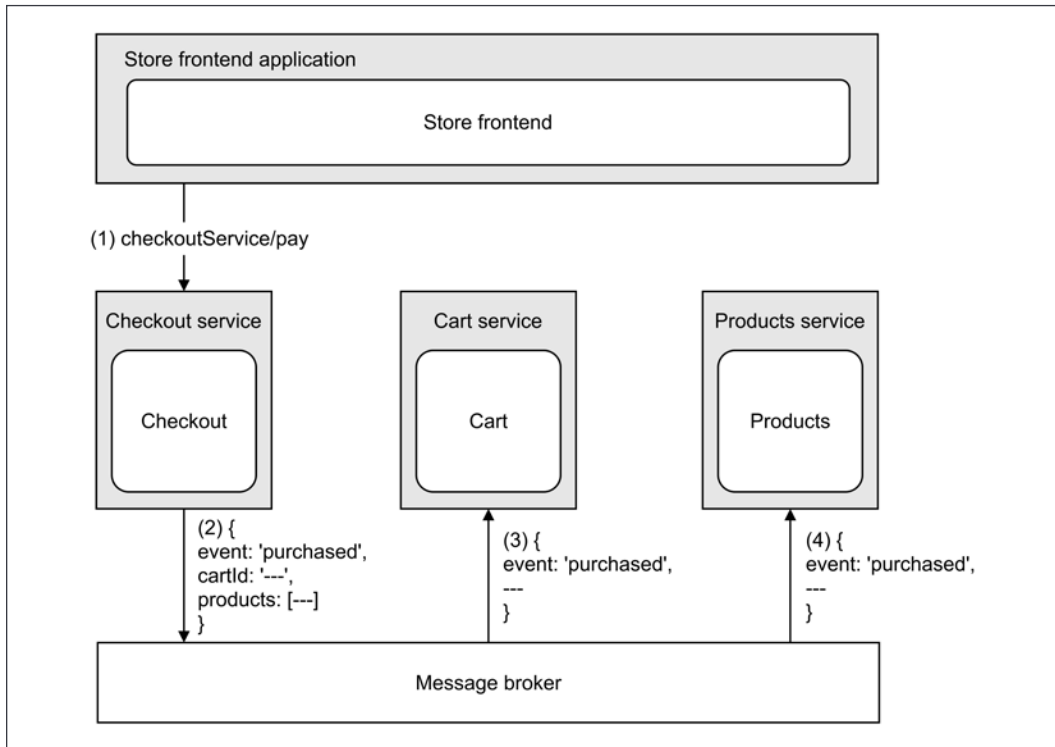 Store frontend application
Store frontend
(1) checkoutService/pay
Checkout service
Checkout
Cart service
Cart
Products service
Products
(2) {
event: 'purchased',
cartId: '---',
products: [---]
}
(3) {
event: 'purchased',
---
}
(4) {
event: 'purchased',
---
}
Message broker